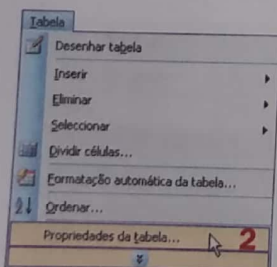 Tabela
Desenhar tabela
Inserir
Eliminar
Seleccionar
Dividir células...
Formatação automática da tabela...
Ordenar...
Propriedades da tabela... 2